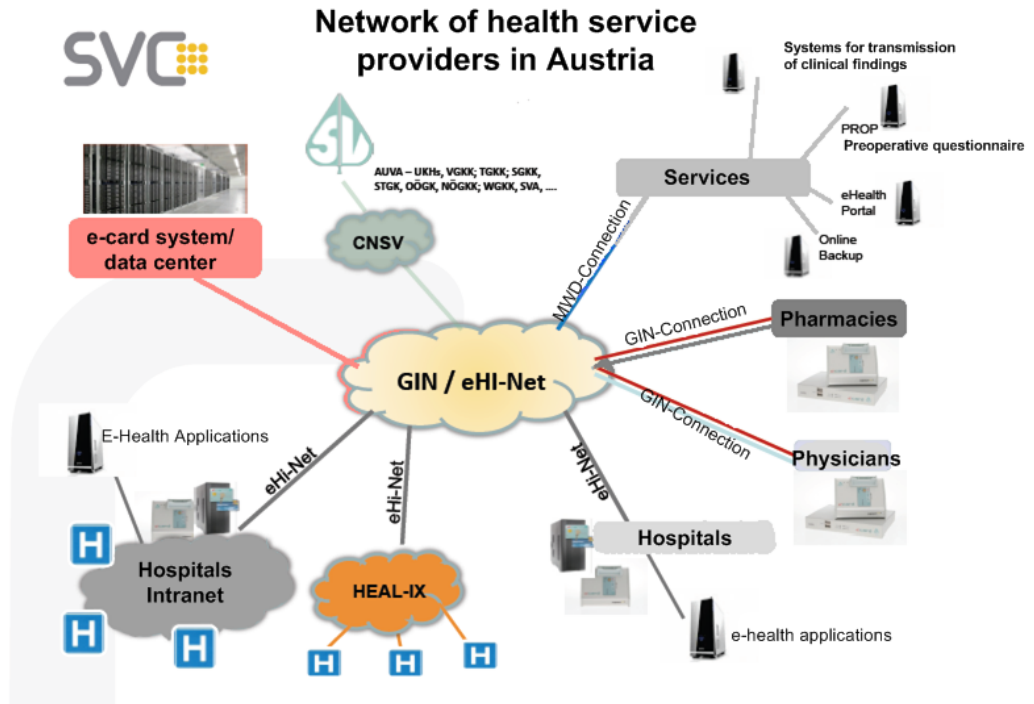 SVC
Network of health service
providers in Austria
Systems for transmission
of clinical findings
SV
PROP
Preoperative questionnaire
AUVA – UKHs, VGKK; TGKK; SGKK,
STGK, OÖGK, NÖGKK; WGKK, SVA, ....
Services
eHealth
Portal
CNSV
e-card system/
data center
Online
Backup
MWD-Connection
GIN-Connection
Pharmacies
GIN / eHI-Net
GIN-Connection
E-Health Applications
Physicians
eHi-Net
eHi-Net
eHi-Net
Hospitals
H
Hospitals
Intranet
HEAL-IX
H
H
H
H
H
e-health applications